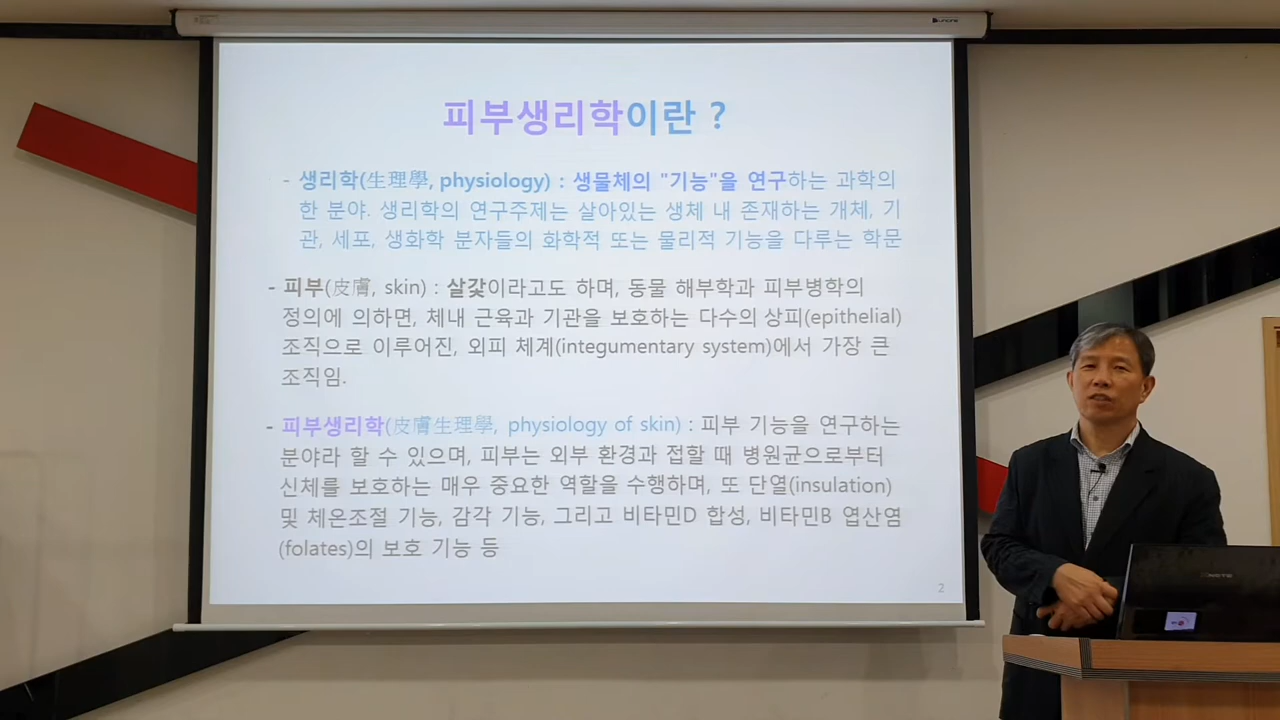 피부생리학이란 ?
- 생리학(生理學, physiology) : 생물체의 "기능"을 연구하는 과학의
한 분야. 생리학의 연구주제는 살아있는 생체 내 존재하는 개체, 기
관, 세포, 생화학 분자들의 화학적 또는 물리적 기능을 다루는 학문
- 피부(皮膚, skin) : 살갗이라고도 하며, 동물 해부학과 피부병학의
정의에 의하면, 체내 근육과 기관을 보호하는 다수의 상피(epithelial)
조직으로 이루어진, 외피 체계(integumentary system)에서 가장 큰
조직임.
- 피부생리학(皮膚生理學, physiology of skin) : 피부 기능을 연구하는
분야라 할 수 있으며, 피부는 외부 환경과 접할 때 병원균으로부터
신체를 보호하는 매우 중요한 역할을 수행하며, 또 단열(insulation)
및 체온조절 기능, 감각 기능, 그리고 비타민D 합성, 비타민B 엽산염
(folates)의 보호 기능 등
2